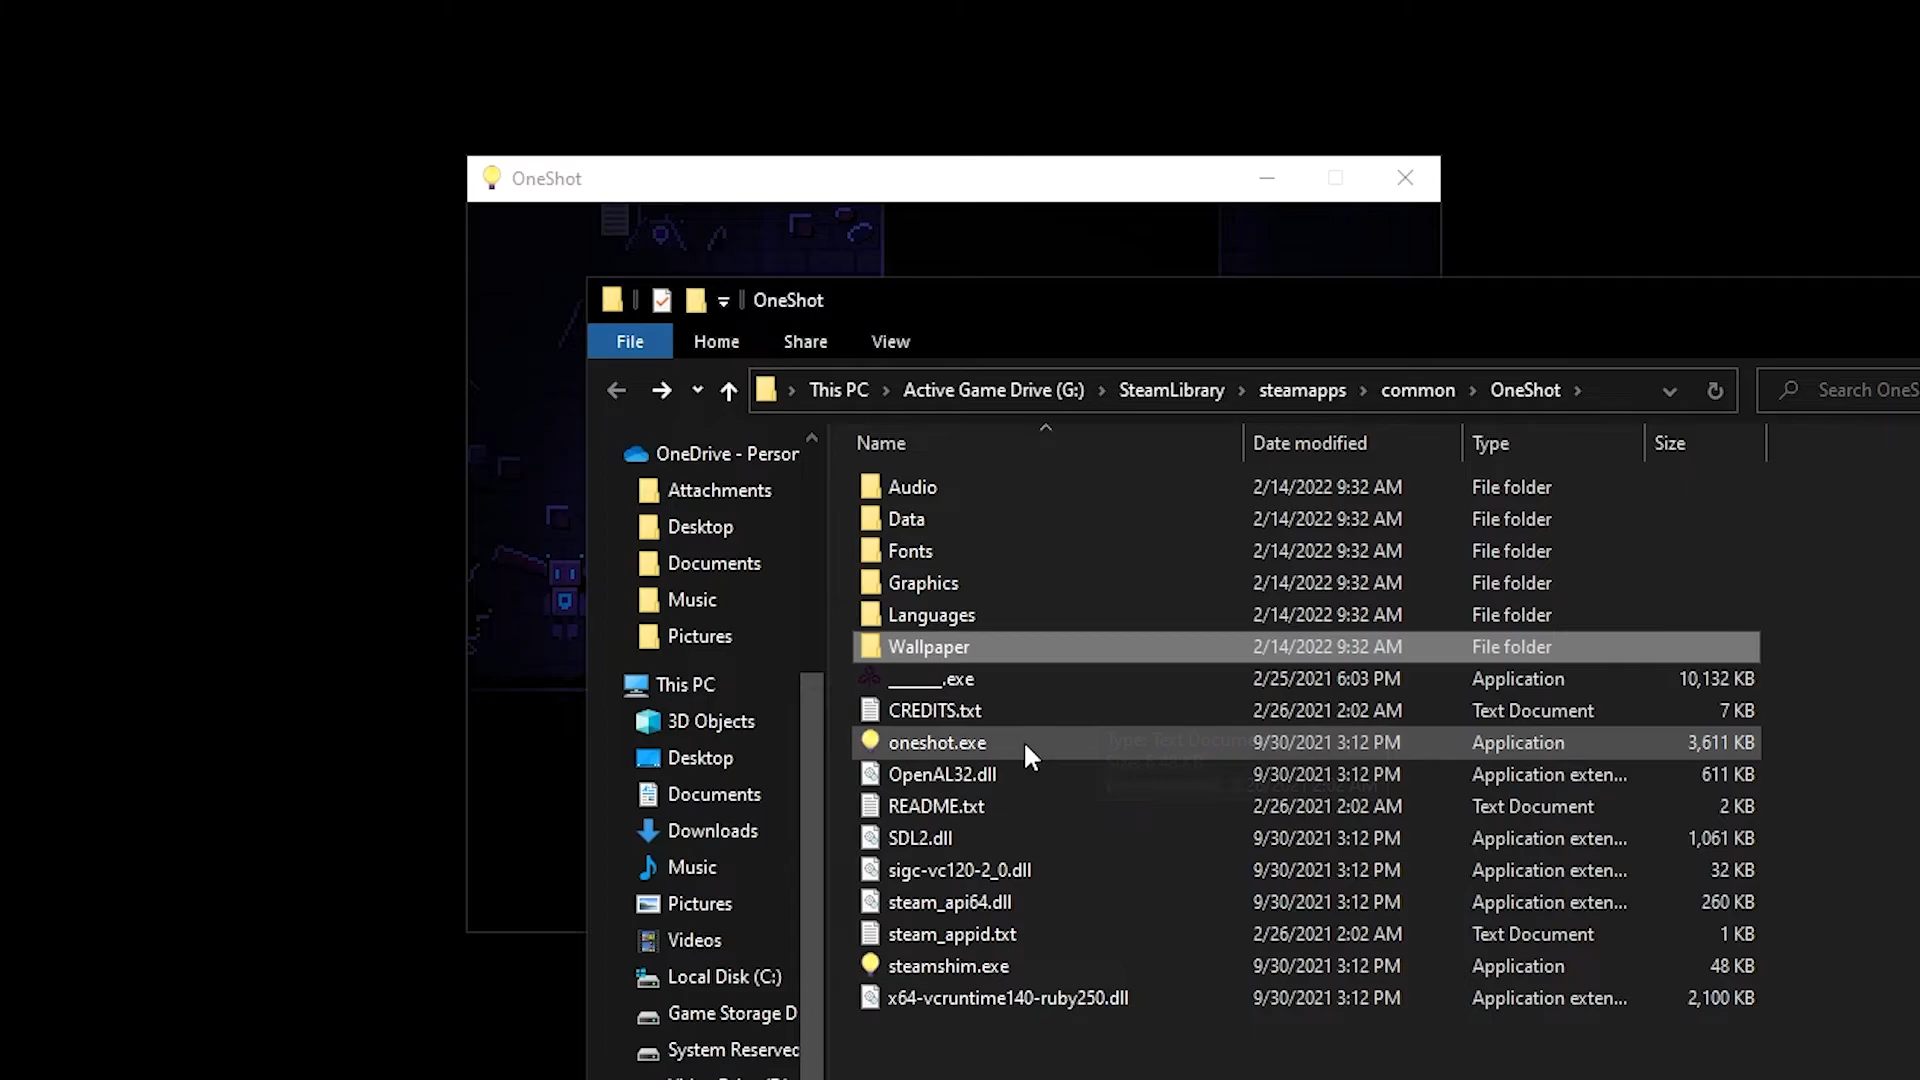 OneShot
OneShot
File Home Share View
This PC Active Game Drive (G:) SteamLibrary steamapps common OneShot Search OneS
Name Date modified Type Size
OneDrive - Person
Attachments
Desktop
Documents
Music
Pictures
This PC
3D Objects
Desktop
Documents
Downloads
Music
Pictures
Videos
Local Disk (C:)
Game Storage D
System Reserved
Audio 2/14/2022 9:32 AM File folder
Data 2/14/2022 9:32 AM File folder
Fonts 2/14/2022 9:32 AM File folder
Graphics 2/14/2022 9:32 AM File folder
Languages 2/14/2022 9:32 AM File folder
Wallpaper 2/14/2022 9:32 AM File folder
______.exe 2/25/2021 6:03 PM Application 10,132 KB
CREDITS.txt 2/26/2021 2:02 AM Text Document 7 KB
oneshot.exe 9/30/2021 3:12 PM Application 3,611 KB
OpenAL32.dll 9/30/2021 3:12 PM Application exten... 611 KB
README.txt 2/26/2021 2:02 AM Text Document 2 KB
SDL2.dll 9/30/2021 3:12 PM Application exten... 1,061 KB
sigc-vc120-2_0.dll 9/30/2021 3:12 PM Application exten... 32 KB
steam_api64.dll 9/30/2021 3:12 PM Application exten... 260 KB
steam_appid.txt 2/26/2021 2:02 AM Text Document 1 KB
steamshim.exe 9/30/2021 3:12 PM Application 48 KB
x64-vcruntime140-ruby250.dll 9/30/2021 3:12 PM Application exten... 2,100 KB